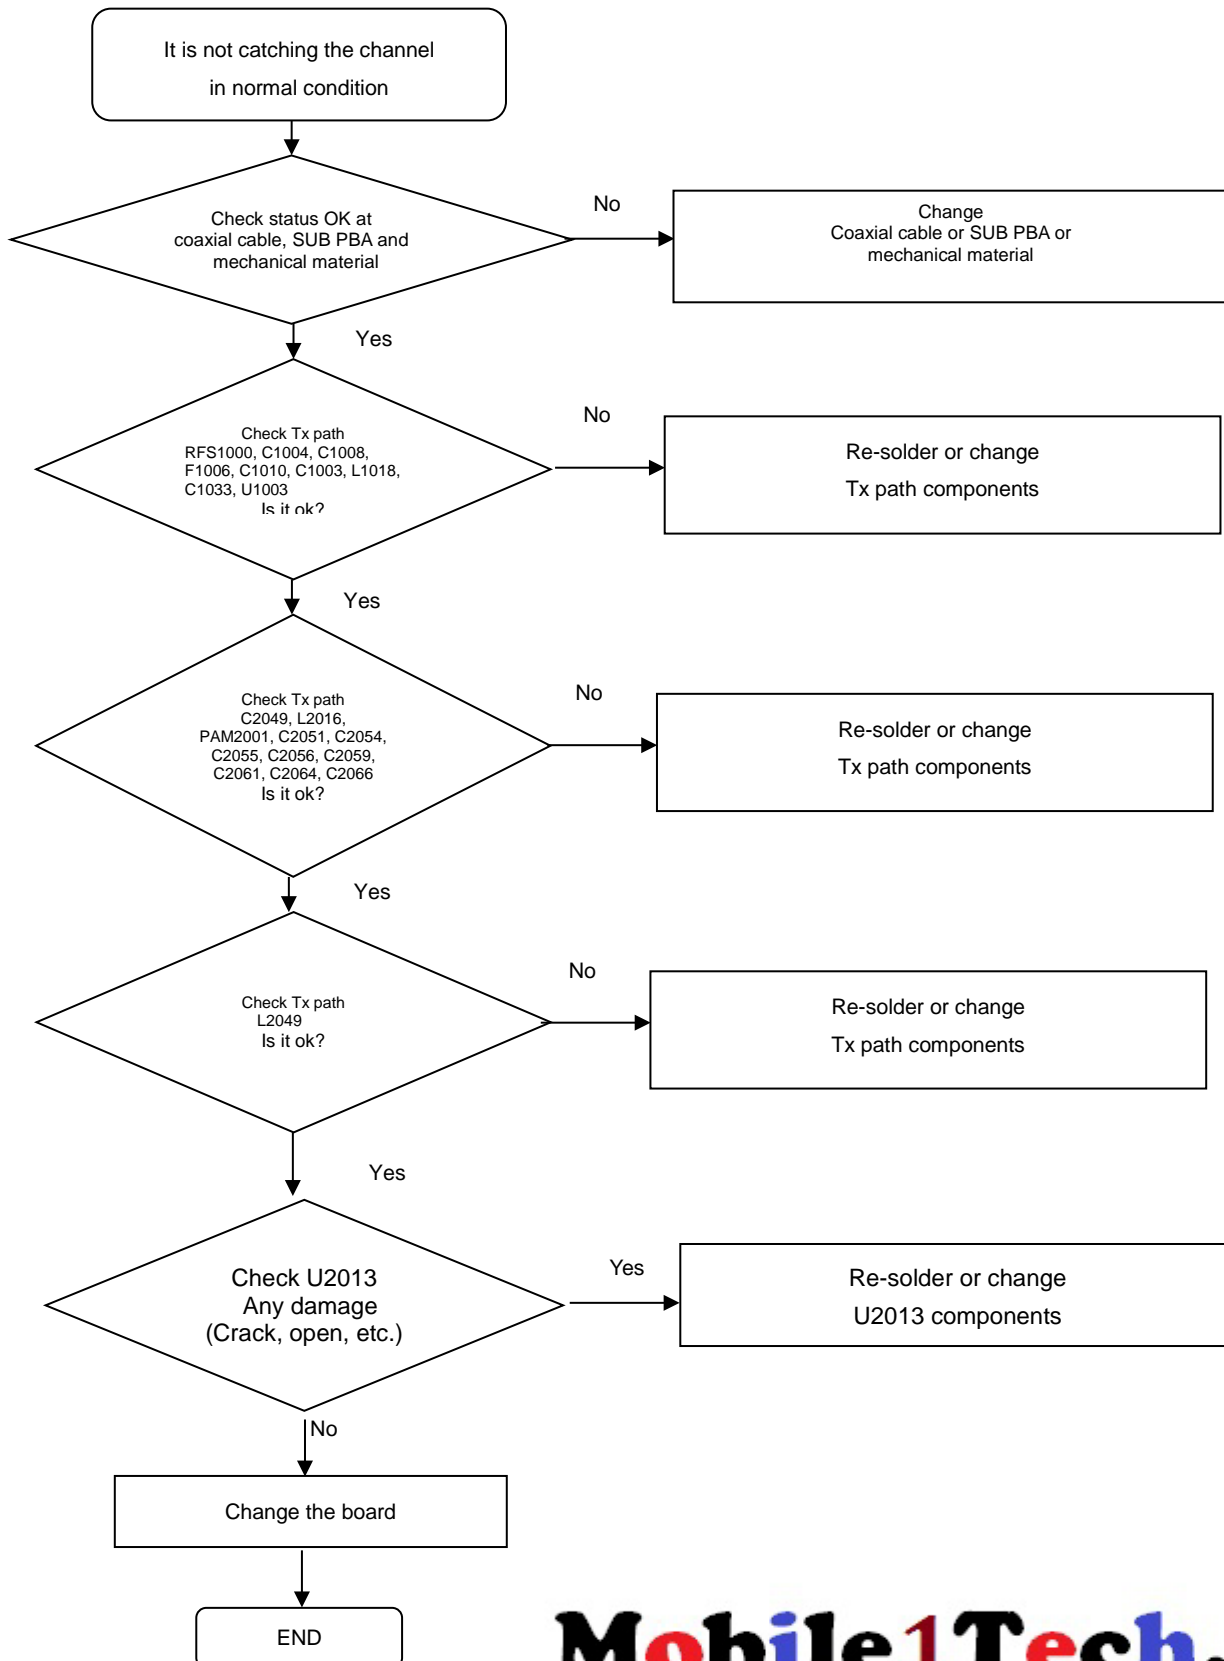 It is not catching the channel
in normal condition
Check status OK at
coaxial cable, SUB PBA and
mechanical material
No
Change
Coaxial cable or SUB PBA or
mechanical material
Yes
Check Tx path
RFS1000, C1004, C1008,
F1006, C1010, C1003, L1018,
C1033, U1003
Is it ok?
No
Re-solder or change
Tx path components
Yes
Check Tx path
C2049, L2016,
PAM2001, C2051, C2054,
C2055, C2056, C2059,
C2061, C2064, C2066
Is it ok?
No
Re-solder or change
Tx path components
Yes
Check Tx path
L2049
Is it ok?
No
Re-solder or change
Tx path components
Yes
Check U2013
Any damage
(Crack, open, etc.)
Yes
Re-solder or change
U2013 components
No
Change the board
END
Mobile1Tech.